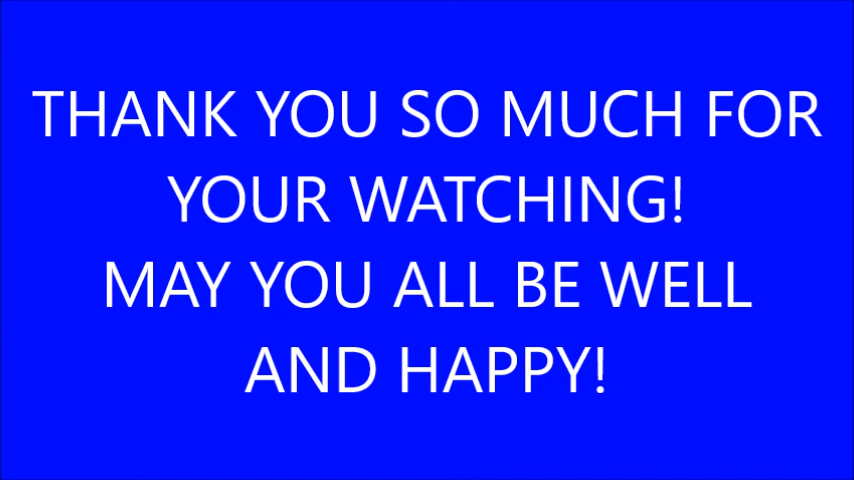 THANK YOU SO MUCH FOR
YOUR WATCHING!
MAY YOU ALL BE WELL
AND HAPPY!